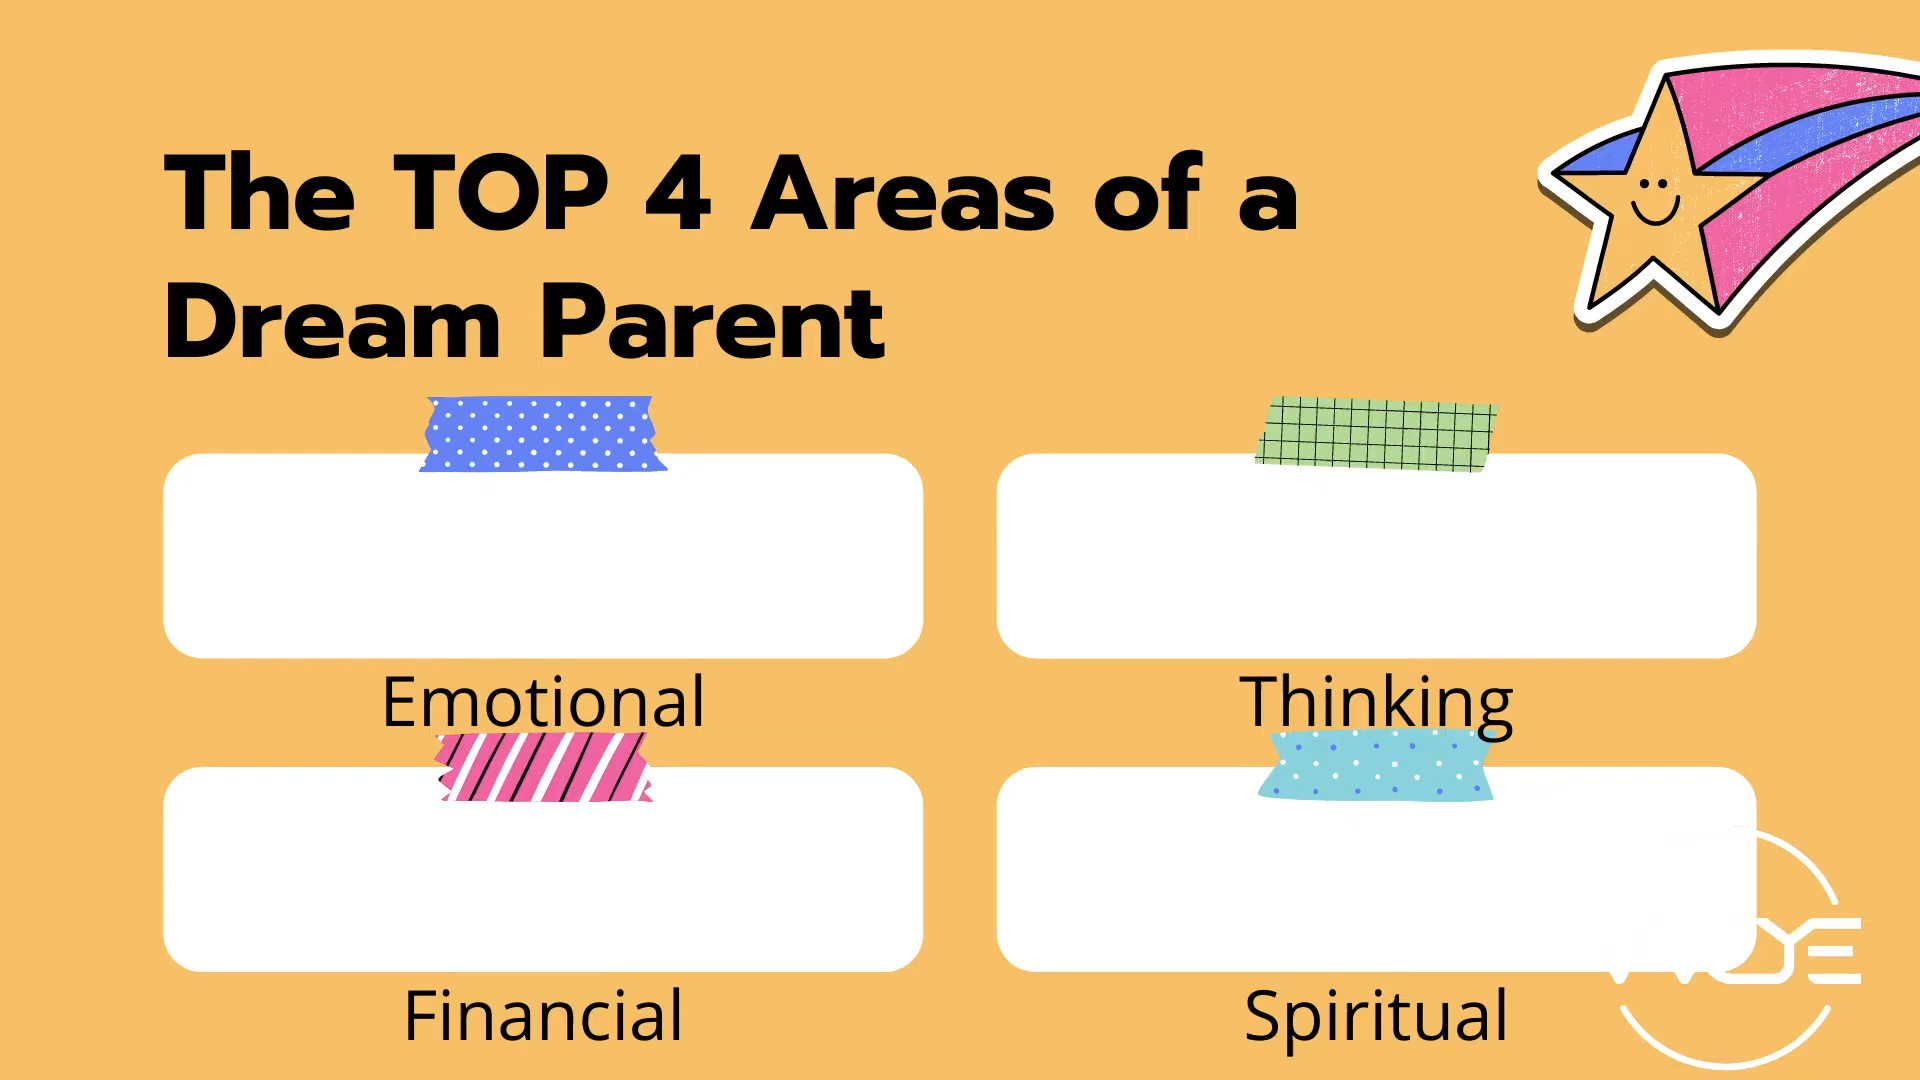 The TOP 4 Areas of a
Dream Parent
Emotional
Thinking
Financial
Spiritual